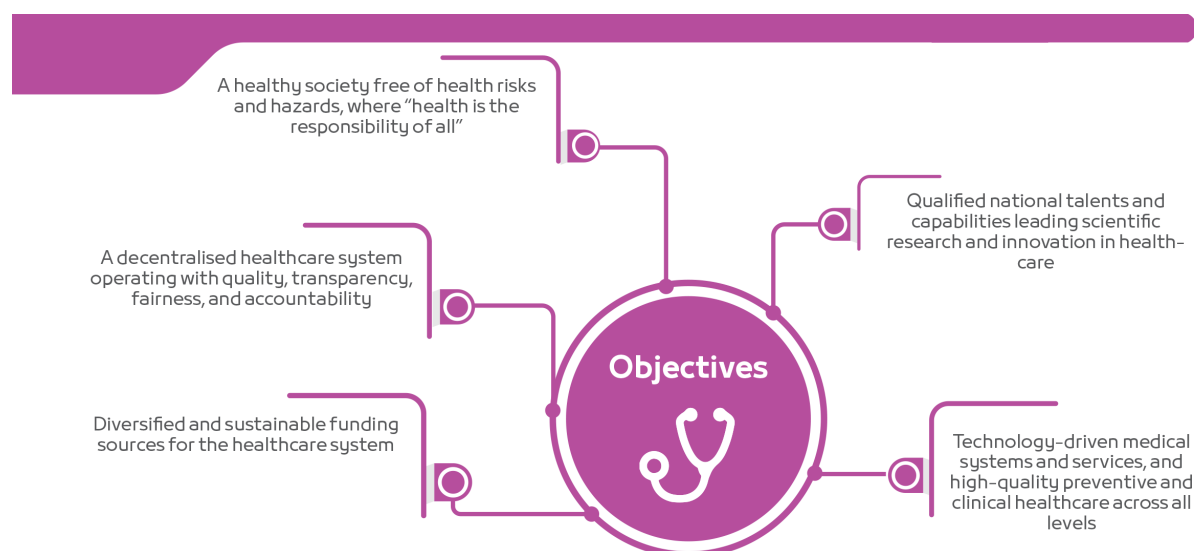 A healthy society free of health risks
and hazards, where “health is the
responsibility of all”
Qualified national talents and
capabilities leading scientific
research and innovation in health-
care
A decentralised healthcare system
operating with quality, transparency,
fairness, and accountability
Objectives
Diversified and sustainable funding
sources for the healthcare system
Technology-driven medical
systems and services, and
high-quality preventive and
clinical healthcare across all
levels